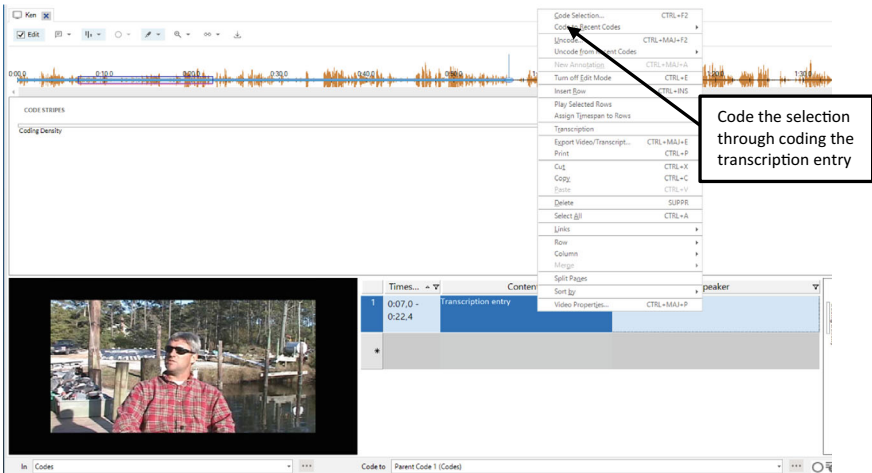 Ken
Edit
0:00,0 0:10,0 0:20,0 0:30,0 0:40,0 0:50,0 1:20,0 1:30,0
CODE STRIPES
Coding Density
Code Selection... CTRL+F2
Code to Recent Codes
Uncode... CTRL+MAJ+F2
Uncode from Recent Codes
New Annotation CTRL+MAJ+A
Turn off Edit Mode CTRL+E
Insert Row CTRL+INS
Play Selected Rows
Assign Timespan to Rows
Transcription
Export Video/Transcript... CTRL+MAJ+E
Print CTRL+P
Cut CTRL+X
Copy CTRL+C
Paste CTRL+V
Delete SUPPR
Select All CTRL+A
Links
Row
Column
Merge
Split Pages
Sort by
Video Properties... CTRL+MAJ+P
Code the selection
through coding the
transcription entry
Times... Content peaker
1 0:07,0 - Transcription entry
0:22,4
*
In Codes Code to Parent Code 1 (Codes)